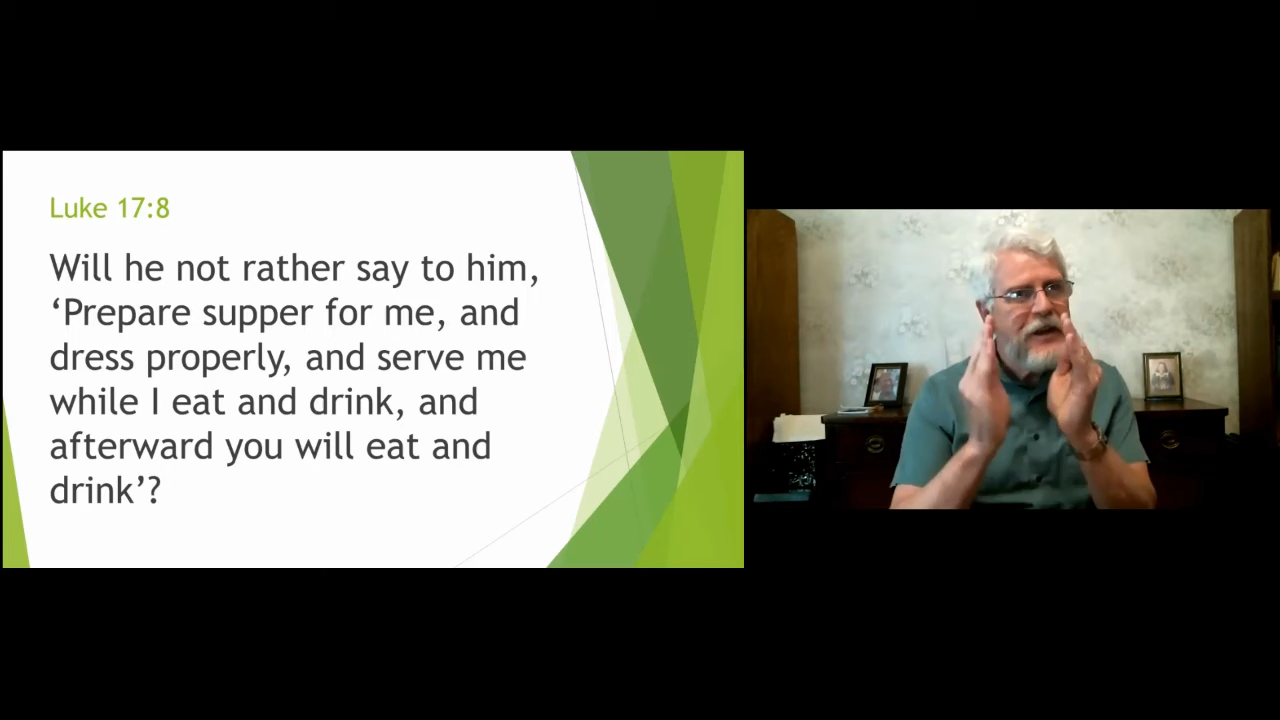 Luke 17:8
Will he not rather say to him,
‘Prepare supper for me, and
dress properly, and serve me
while I eat and drink, and
afterward you will eat and
drink’?